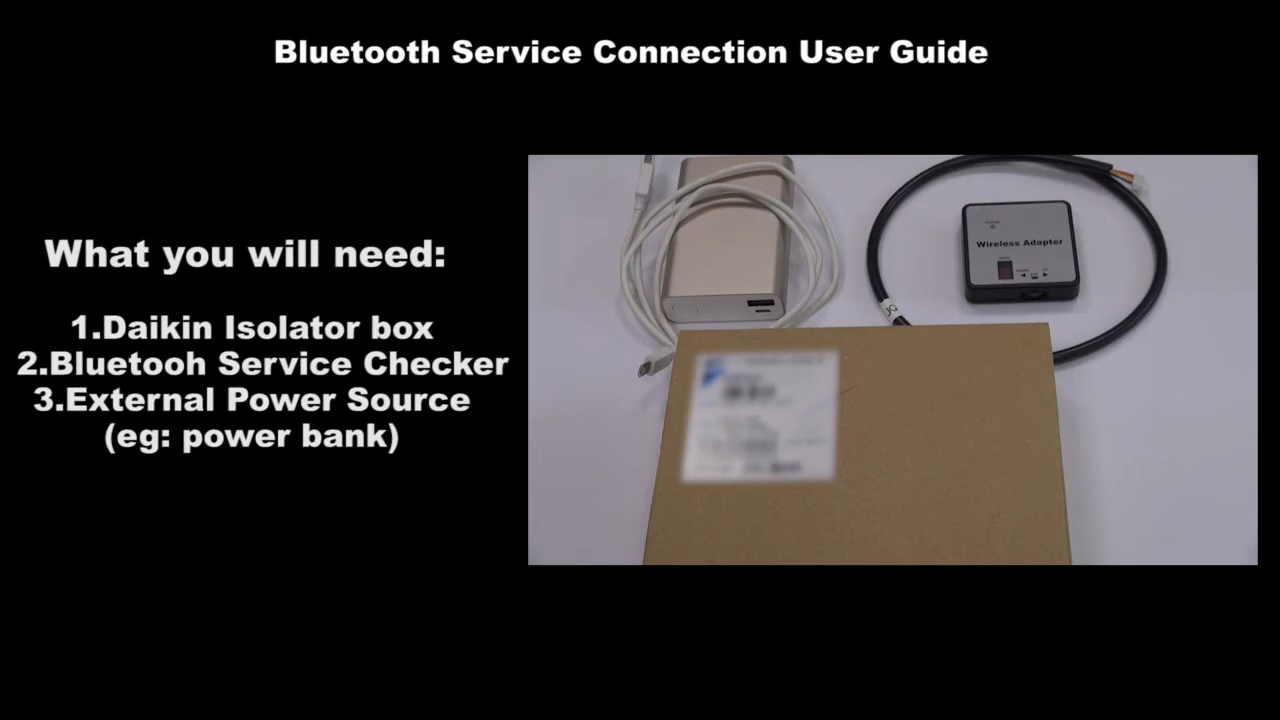 Bluetooth Service Connection User Guide
What you will need:
1.Daikin Isolator box
2.Bluetooh Service Checker
3.External Power Source
(eg: power bank)
Wireless Adapter